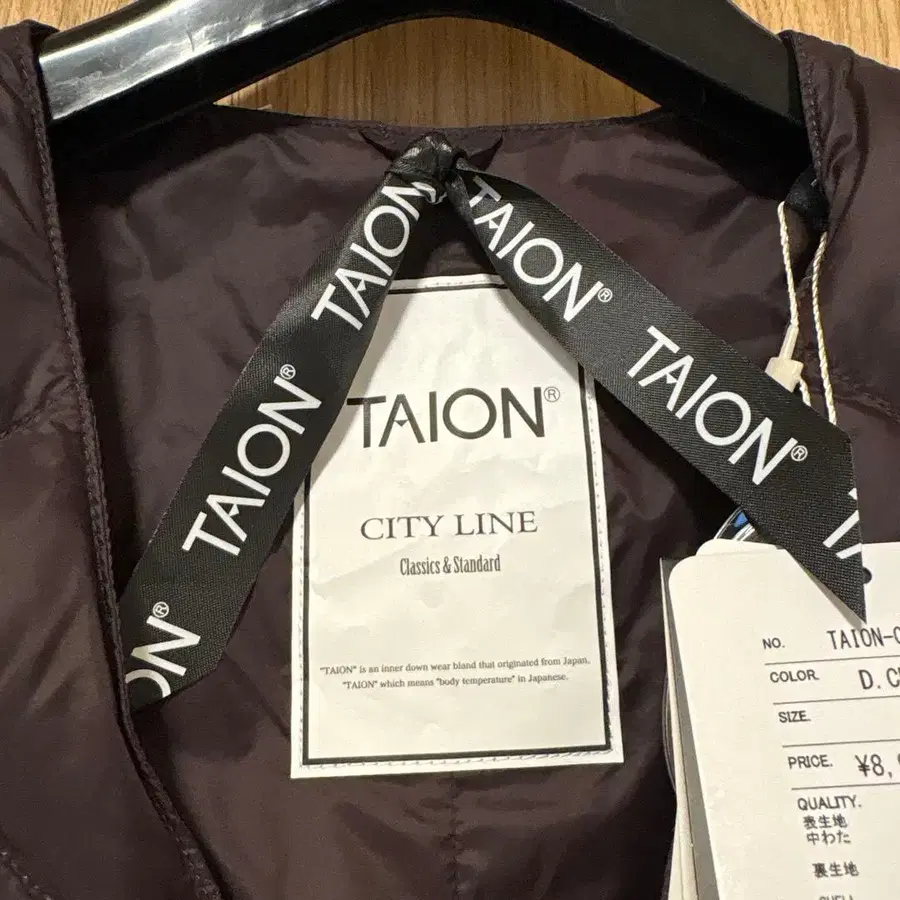 TAION
TAION®
ON®
TAION®
TAION®
TAION®
CITY LINE
Classics & Standard
"TAION" is an inner down wear bland that originated from Japan.
"TAION" which means "body temperature" in Japanese.
NO. TAION-
COLOR. D.
SIZE.
PRICE. ¥8,
QUALITY.
表生地
中わた
裏生地